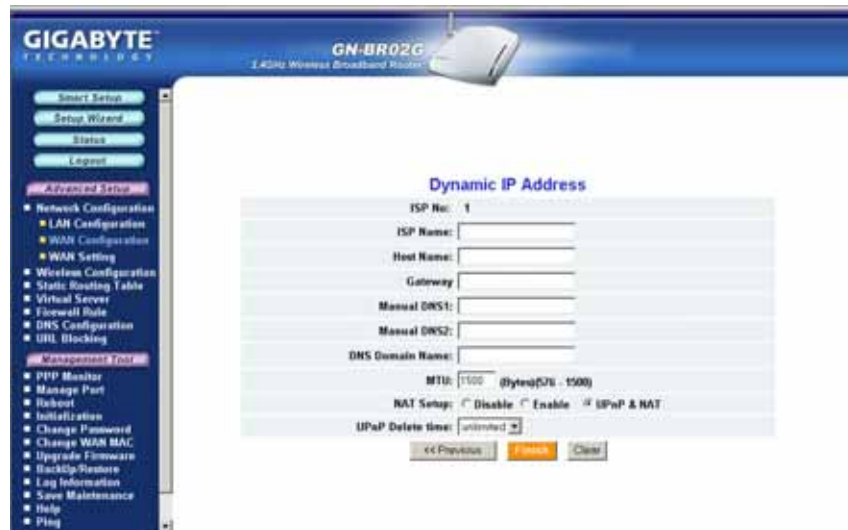 GIGABYTE
TECHNOLOGY
GN-BR02G
2.4GHz Wireless Broadband Router
Smart Setup
Setup Wizard
Status
Logout
Advanced Setup
Network Configuration
LAN Configuration
WAN Configuration
WAN Setting
Wireless Configuration
Static Routing Table
Virtual Server
Firewall Rule
DNS Configuration
URL Blocking
Management Tool
PPP Monitor
Manage Port
Reboot
Initialization
Change Password
Change WAN MAC
Upgrade Firmware
BackUp/Restore
Log Information
Save Maintenance
Help
Ping
Dynamic IP Address
ISP No: 1
ISP Name:
Host Name:
Gateway
Manual DNS1:
Manual DNS2:
DNS Domain Name:
MTU: 1500 (Bytes)(576 - 1500)
NAT Setup: Disable Enable UPnP & NAT
UPnP Delete time: unlimited
<< Previous Finish Clear